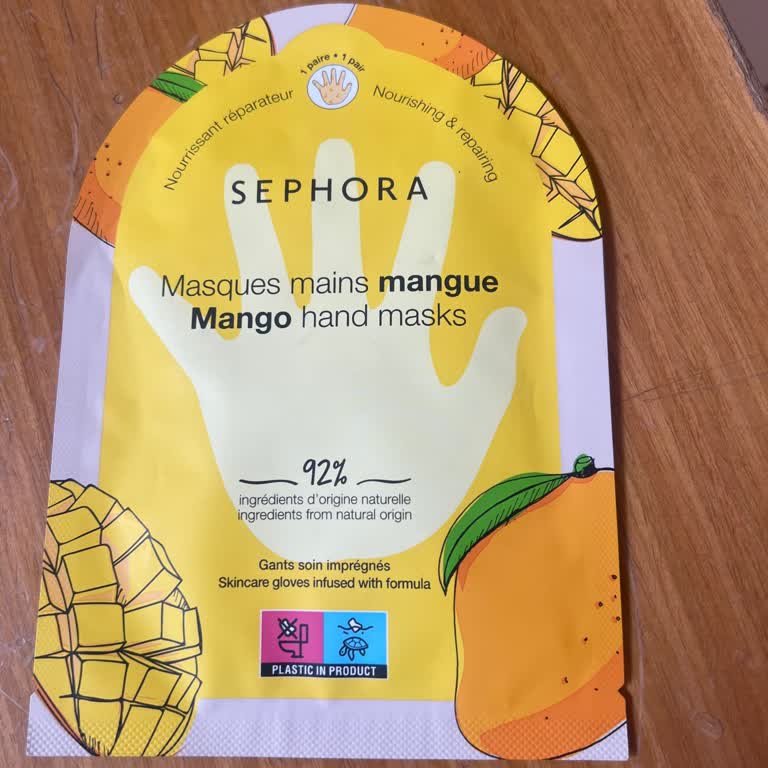 1 paire • 1 pair
Nourrissant réparateur
Nourishing & repairing
SEPHORA
Masques mains mangue
Mango hand masks
92%
ingrédients d'origine naturelle
ingredients from natural origin
Gants soin imprégnés
Skincare gloves infused with formula
PLASTIC IN PRODUCT